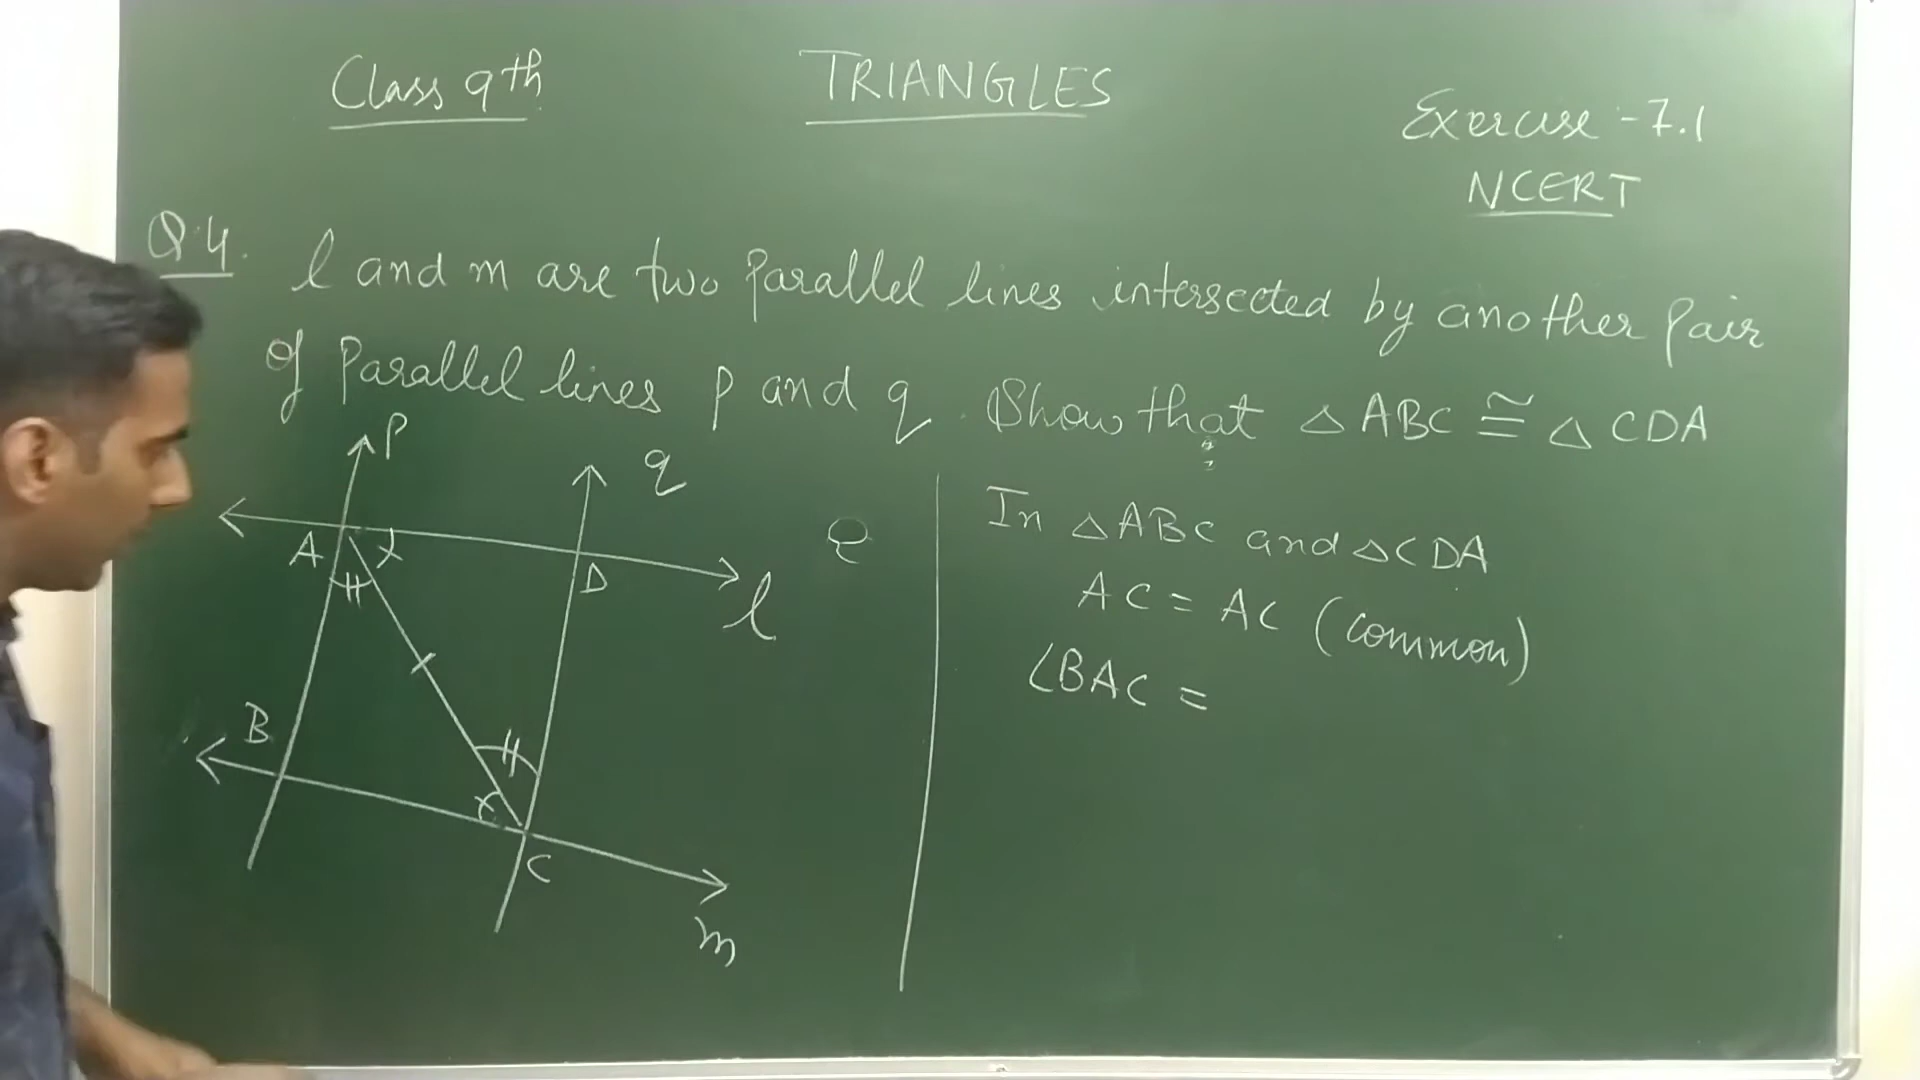 Class 9th
TRIANGLES
Exercise :- 7.1
NCERT
Q.4. l and m are two parallel lines intersected by another pair
of parallel lines p and q. Show that △ABC ≅ △CDA
p
q
A
D
l
B
C
m
In △ABC and △CDA
AC = AC (common)
∠BAC =